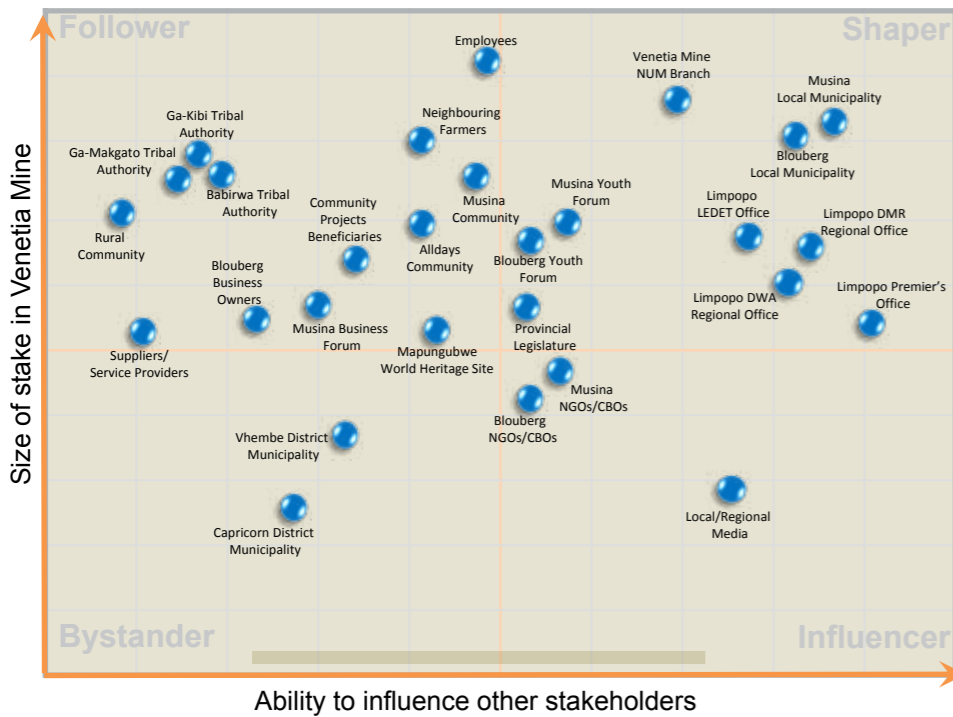 Follower
Shaper
Employees
Venetia Mine
NUM Branch
Musina
Local Municipality
Ga-Kibi Tribal
Authority
Neighbouring
Farmers
Ga-Makgato Tribal
Authority
Blouberg
Local Municipality
Babirwa Tribal
Authority
Musina
Community
Musina Youth
Forum
Community
Projects
Beneficiaries
Limpopo
LEDET Office
Limpopo DMR
Regional Office
Rural
Community
Alldays
Community
Blouberg Youth
Forum
Blouberg
Business
Owners
Limpopo DWA
Regional Office
Limpopo Premier’s
Office
Musina Business
Forum
Provincial
Legislature
Suppliers/
Service Providers
Mapungubwe
World Heritage Site
Musina
NGOs/CBOs
Blouberg
NGOs/CBOs
Vhembe District
Municipality
Capricorn District
Municipality
Local/Regional
Media
Bystander
Influencer
Size of stake in Venetia Mine
Ability to influence other stakeholders